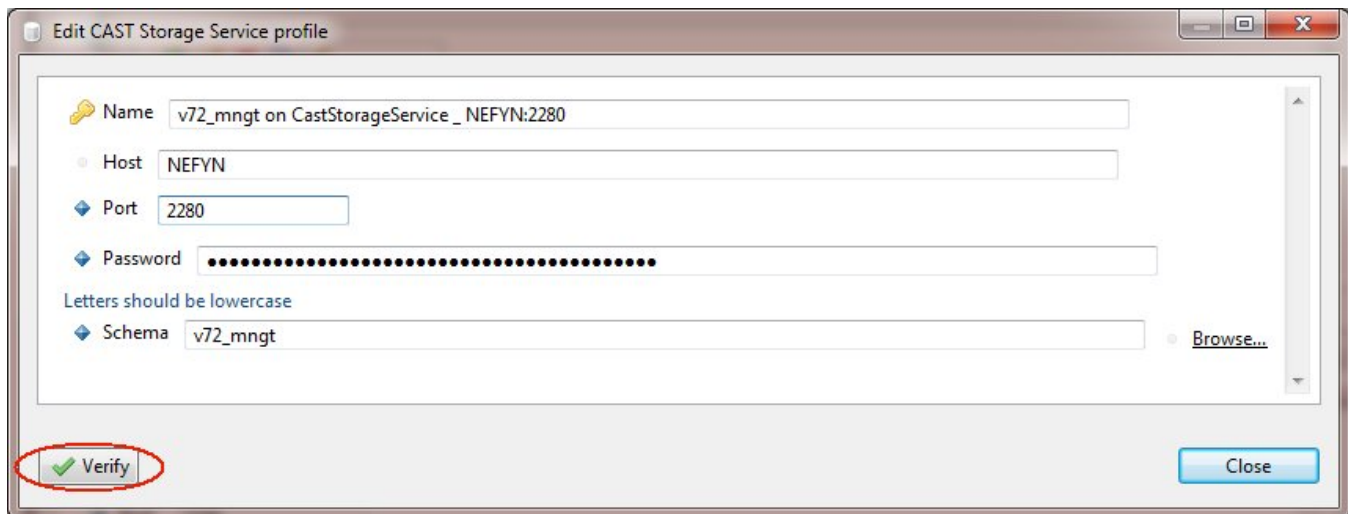 Edit CAST Storage Service profile
Name v72_mngt on CastStorageService _ NEFYN:2280
Host NEFYN
Port 2280
Password ●●●●●●●●●●●●●●●●●●●●●●●●●●●●●●●●●●●●●●●●●
Letters should be lowercase
Schema v72_mngt Browse...
Verify Close